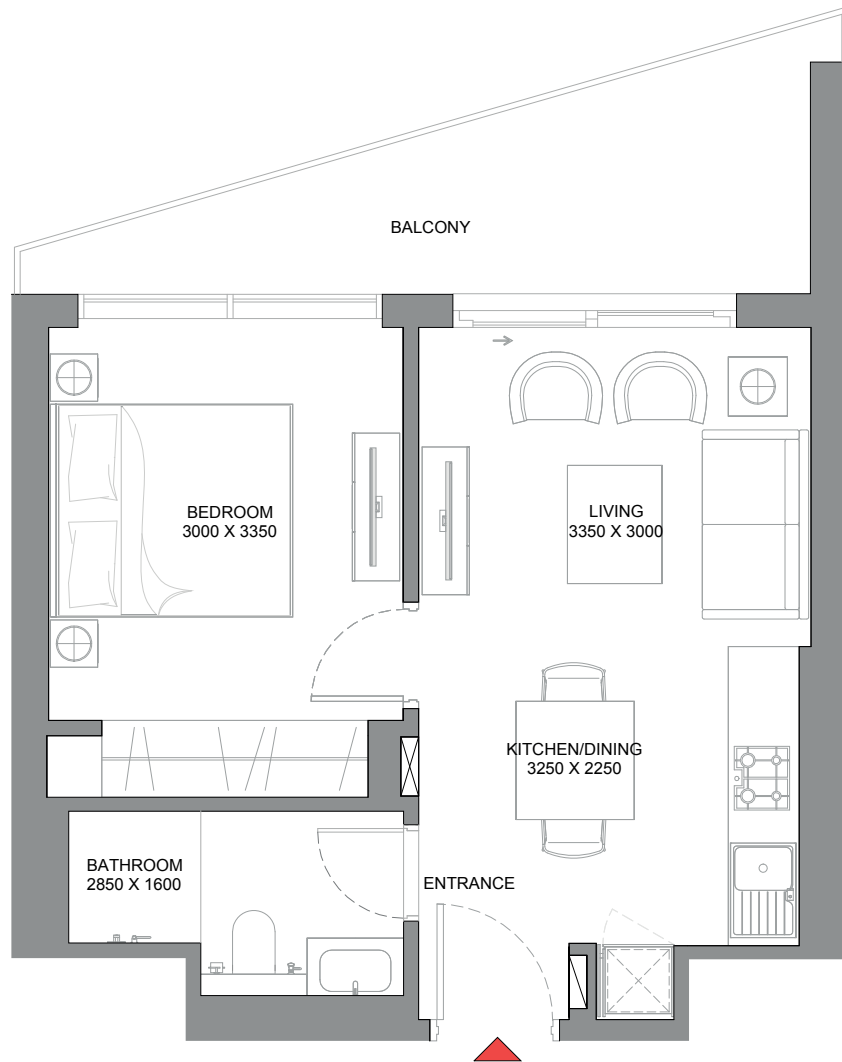 BALCONY
BEDROOM
3000 X 3350
LIVING
3350 X 3000
KITCHEN/DINING
3250 X 2250
BATHROOM
2850 X 1600
ENTRANCE